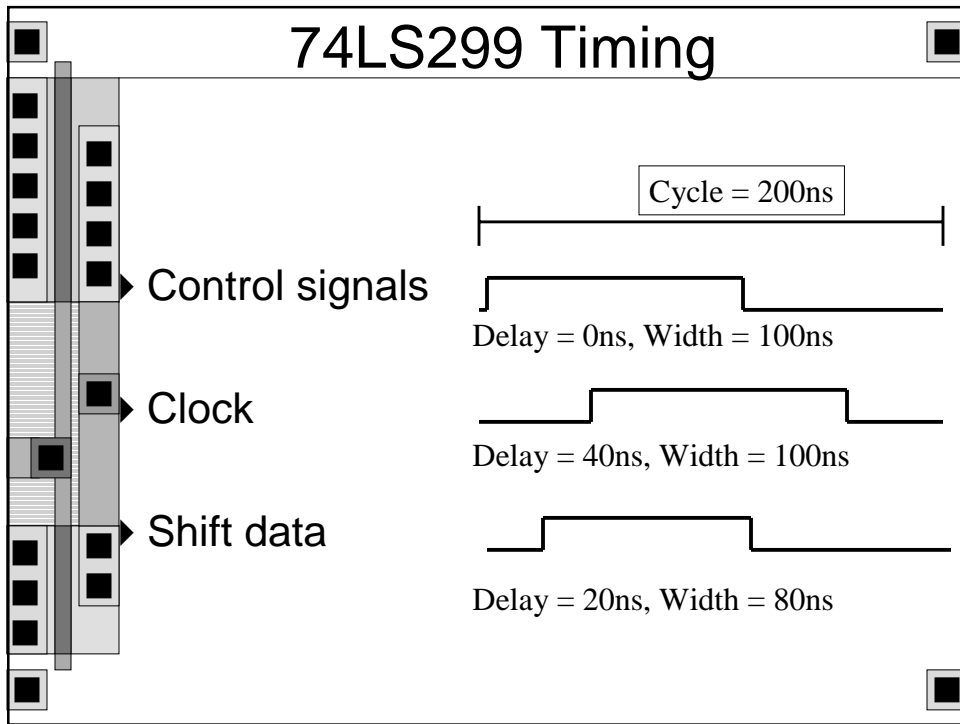 74LS299 Timing
Cycle = 200ns
Control signals
Delay = 0ns, Width = 100ns
Clock
Delay = 40ns, Width = 100ns
Shift data
Delay = 20ns, Width = 80ns